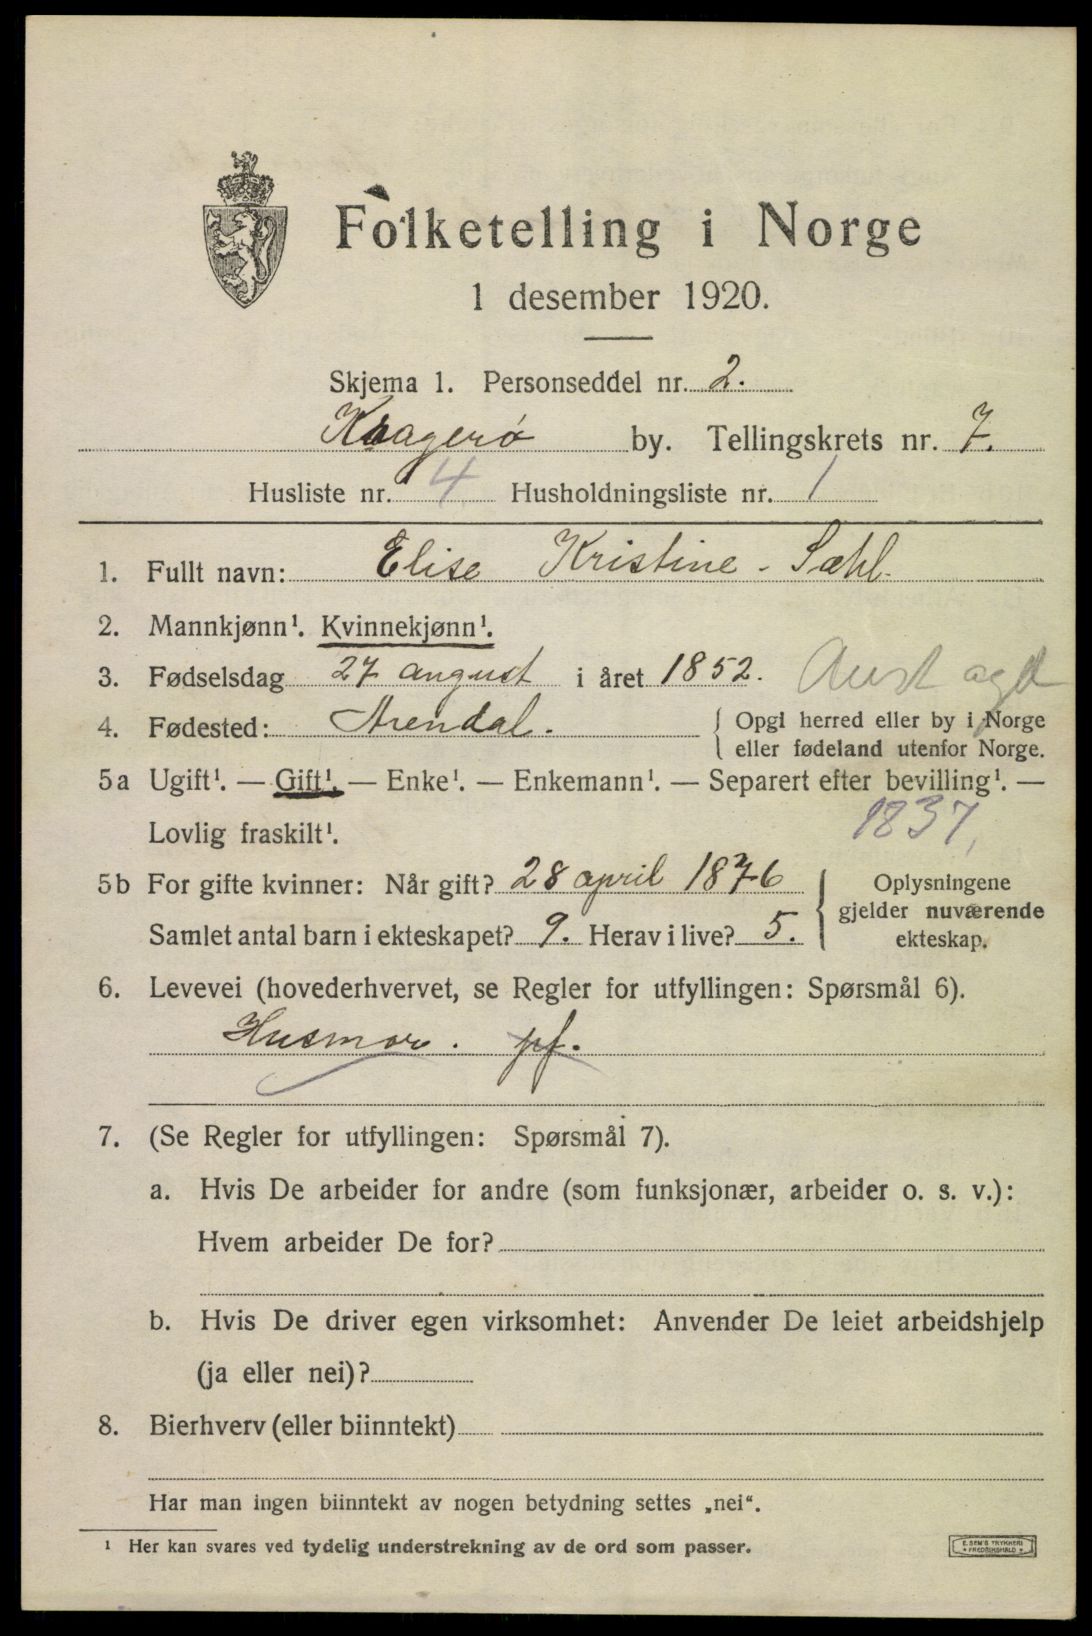 Folketelling i Norge
1 desember 1920.
Skjema 1. Personseddel nr. 2.
Kragerø by. Tellingskrets nr. 7.
Husliste nr. 4 Husholdningsliste nr. 1
1. Fullt navn: Elise Kristine Sæhl.
2. Mannkjønn¹. Kvinnekjønn¹.
3. Fødselsdag 27 august i året 1852. Aust agd
4. Fødested: Arendal. { Opgi herred eller by i Norge
eller fødeland utenfor Norge.
5a Ugift¹. — Gift¹. — Enke¹. — Enkemann¹. — Separert efter bevilling¹. —
Lovlig fraskilt¹. 1837,
5b For gifte kvinner: Når gift? 28 april 1876 { Oplysningene
gjelder nuværende
Samlet antal barn i ekteskapet? 9. Herav i live? 5. ekteskap.
6. Levevei (hovederhvervet, se Regler for utfyllingen: Spørsmål 6).
Husmor. pf.
7. (Se Regler for utfyllingen: Spørsmål 7).
a. Hvis De arbeider for andre (som funksjonær, arbeider o. s. v.):
Hvem arbeider De for?
b. Hvis De driver egen virksomhet: Anvender De leiet arbeidshjelp
(ja eller nei)?
8. Bierhverv (eller biinntekt)
Har man ingen biinntekt av nogen betydning settes „nei“.
¹ Her kan svares ved tydelig understrekning av de ord som passer.
E. SEM'S TRYKKERI
FREDRIKSHALD